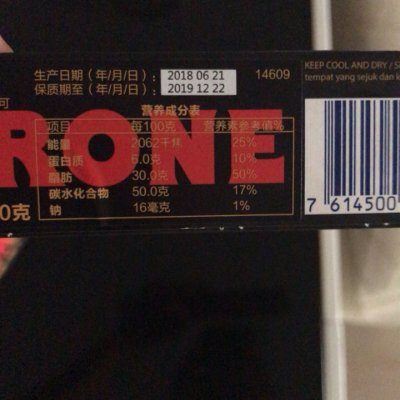 生产日期（年/月/日） 2018 06 21 14609
保质期至（年/月/日） 2019 12 22
可
营养成分表
项目 每100克 营养素参考值%
能量 2062千焦 25%
蛋白质 6.0克 10%
脂肪 30.0克 50%
碳水化合物 50.0克 17%
钠 16毫克 1%
RONE
0克
KEEP COOL AND DRY / S
tempat yang sejuk dan k
7 614500